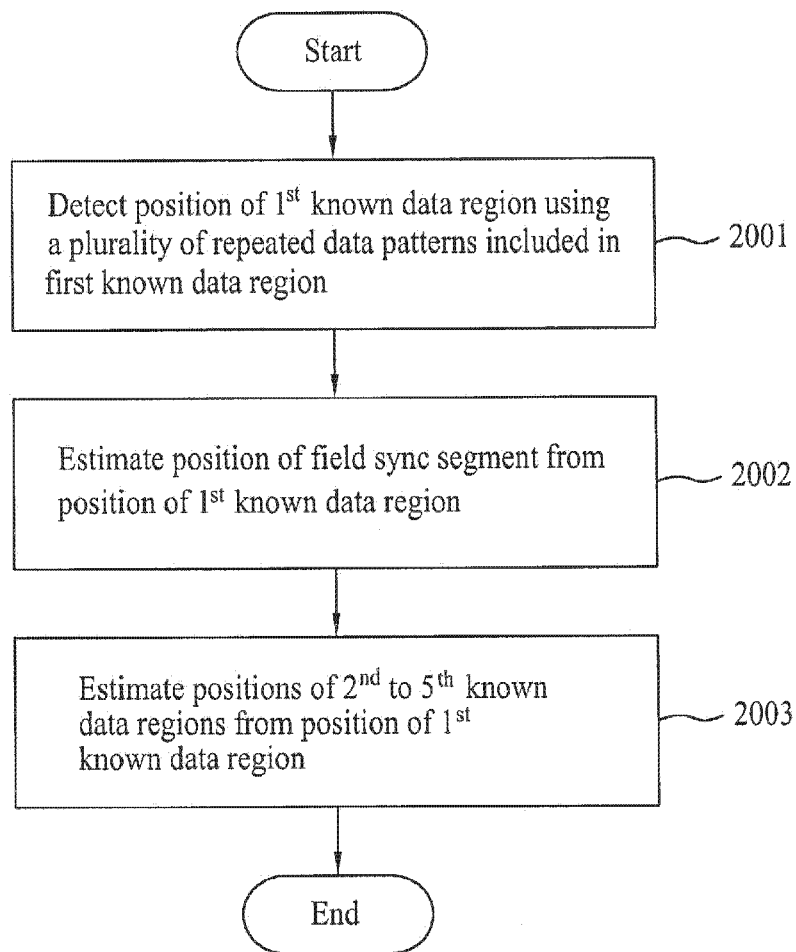 Start
Detect position of 1st known data region using
a plurality of repeated data patterns included in
first known data region
2001
Estimate position of field sync segment from
position of 1st known data region
2002
Estimate positions of 2nd to 5th known
data regions from position of 1st
known data region
2003
End